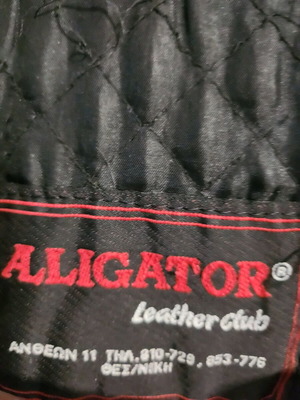 ALIGATOR®
Leather club
ΑΝΘΕΩΝ 11 ΤΗΛ. 810-729, 853-776
ΘΕΣ/ΝΙΚΗ